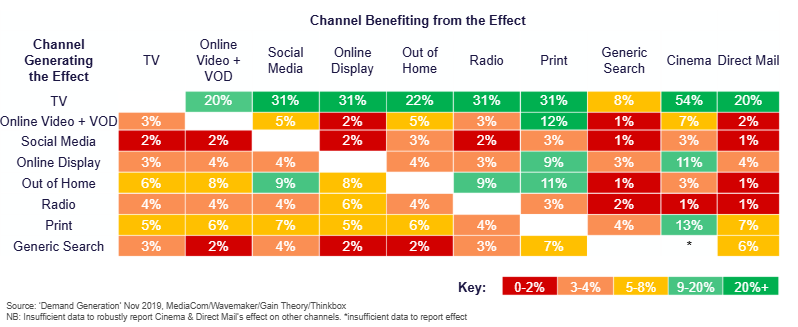 Channel Benefiting from the Effect
Channel Generating the Effect TV Online Video + VOD Social Media Online Display Out of Home Radio Print Generic Search Cinema Direct Mail
TV 20% 31% 31% 22% 31% 31% 8% 54% 20%
Online Video + VOD 3% 5% 2% 5% 3% 12% 1% 7% 2%
Social Media 2% 2% 2% 3% 2% 3% 1% 3% 1%
Online Display 3% 4% 4% 4% 3% 9% 3% 11% 4%
Out of Home 6% 8% 9% 8% 9% 11% 1% 3% 1%
Radio 4% 4% 4% 6% 4% 3% 2% 1% 1%
Print 5% 6% 7% 5% 6% 4% 4% 13% 7%
Generic Search 3% 2% 4% 2% 2% 3% 7% * 6%
Key: 0-2% 3-4% 5-8% 9-20% 20%+
Source: 'Demand Generation' Nov 2019, MediaCom/Wavemaker/Gain Theory/Thinkbox
NB: Insufficient data to robustly report Cinema & Direct Mail's effect on other channels. *insufficient data to report effect